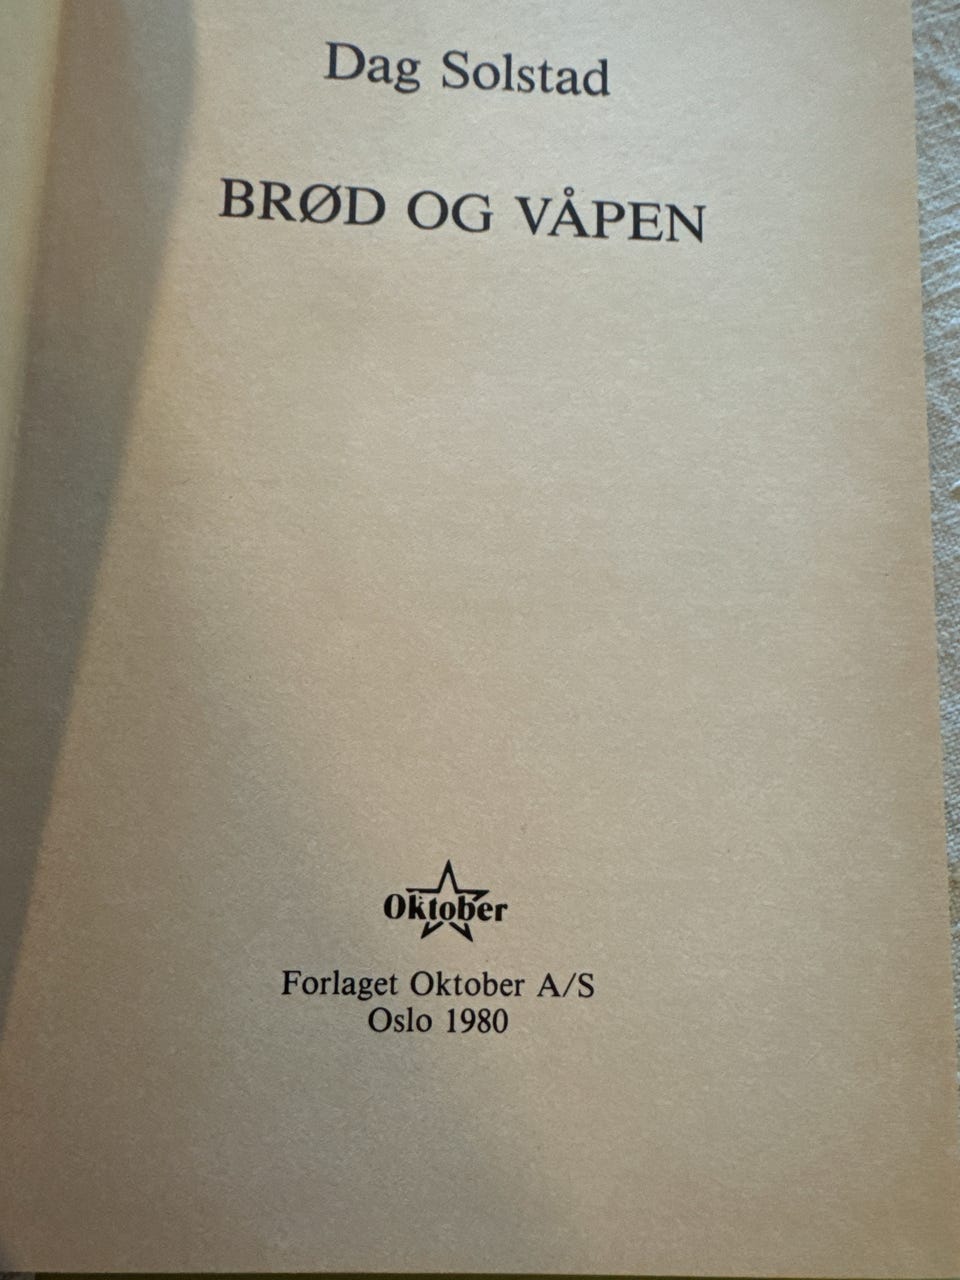 Dag Solstad
BRØD OG VÅPEN
Oktober
Forlaget Oktober A/S
Oslo 1980